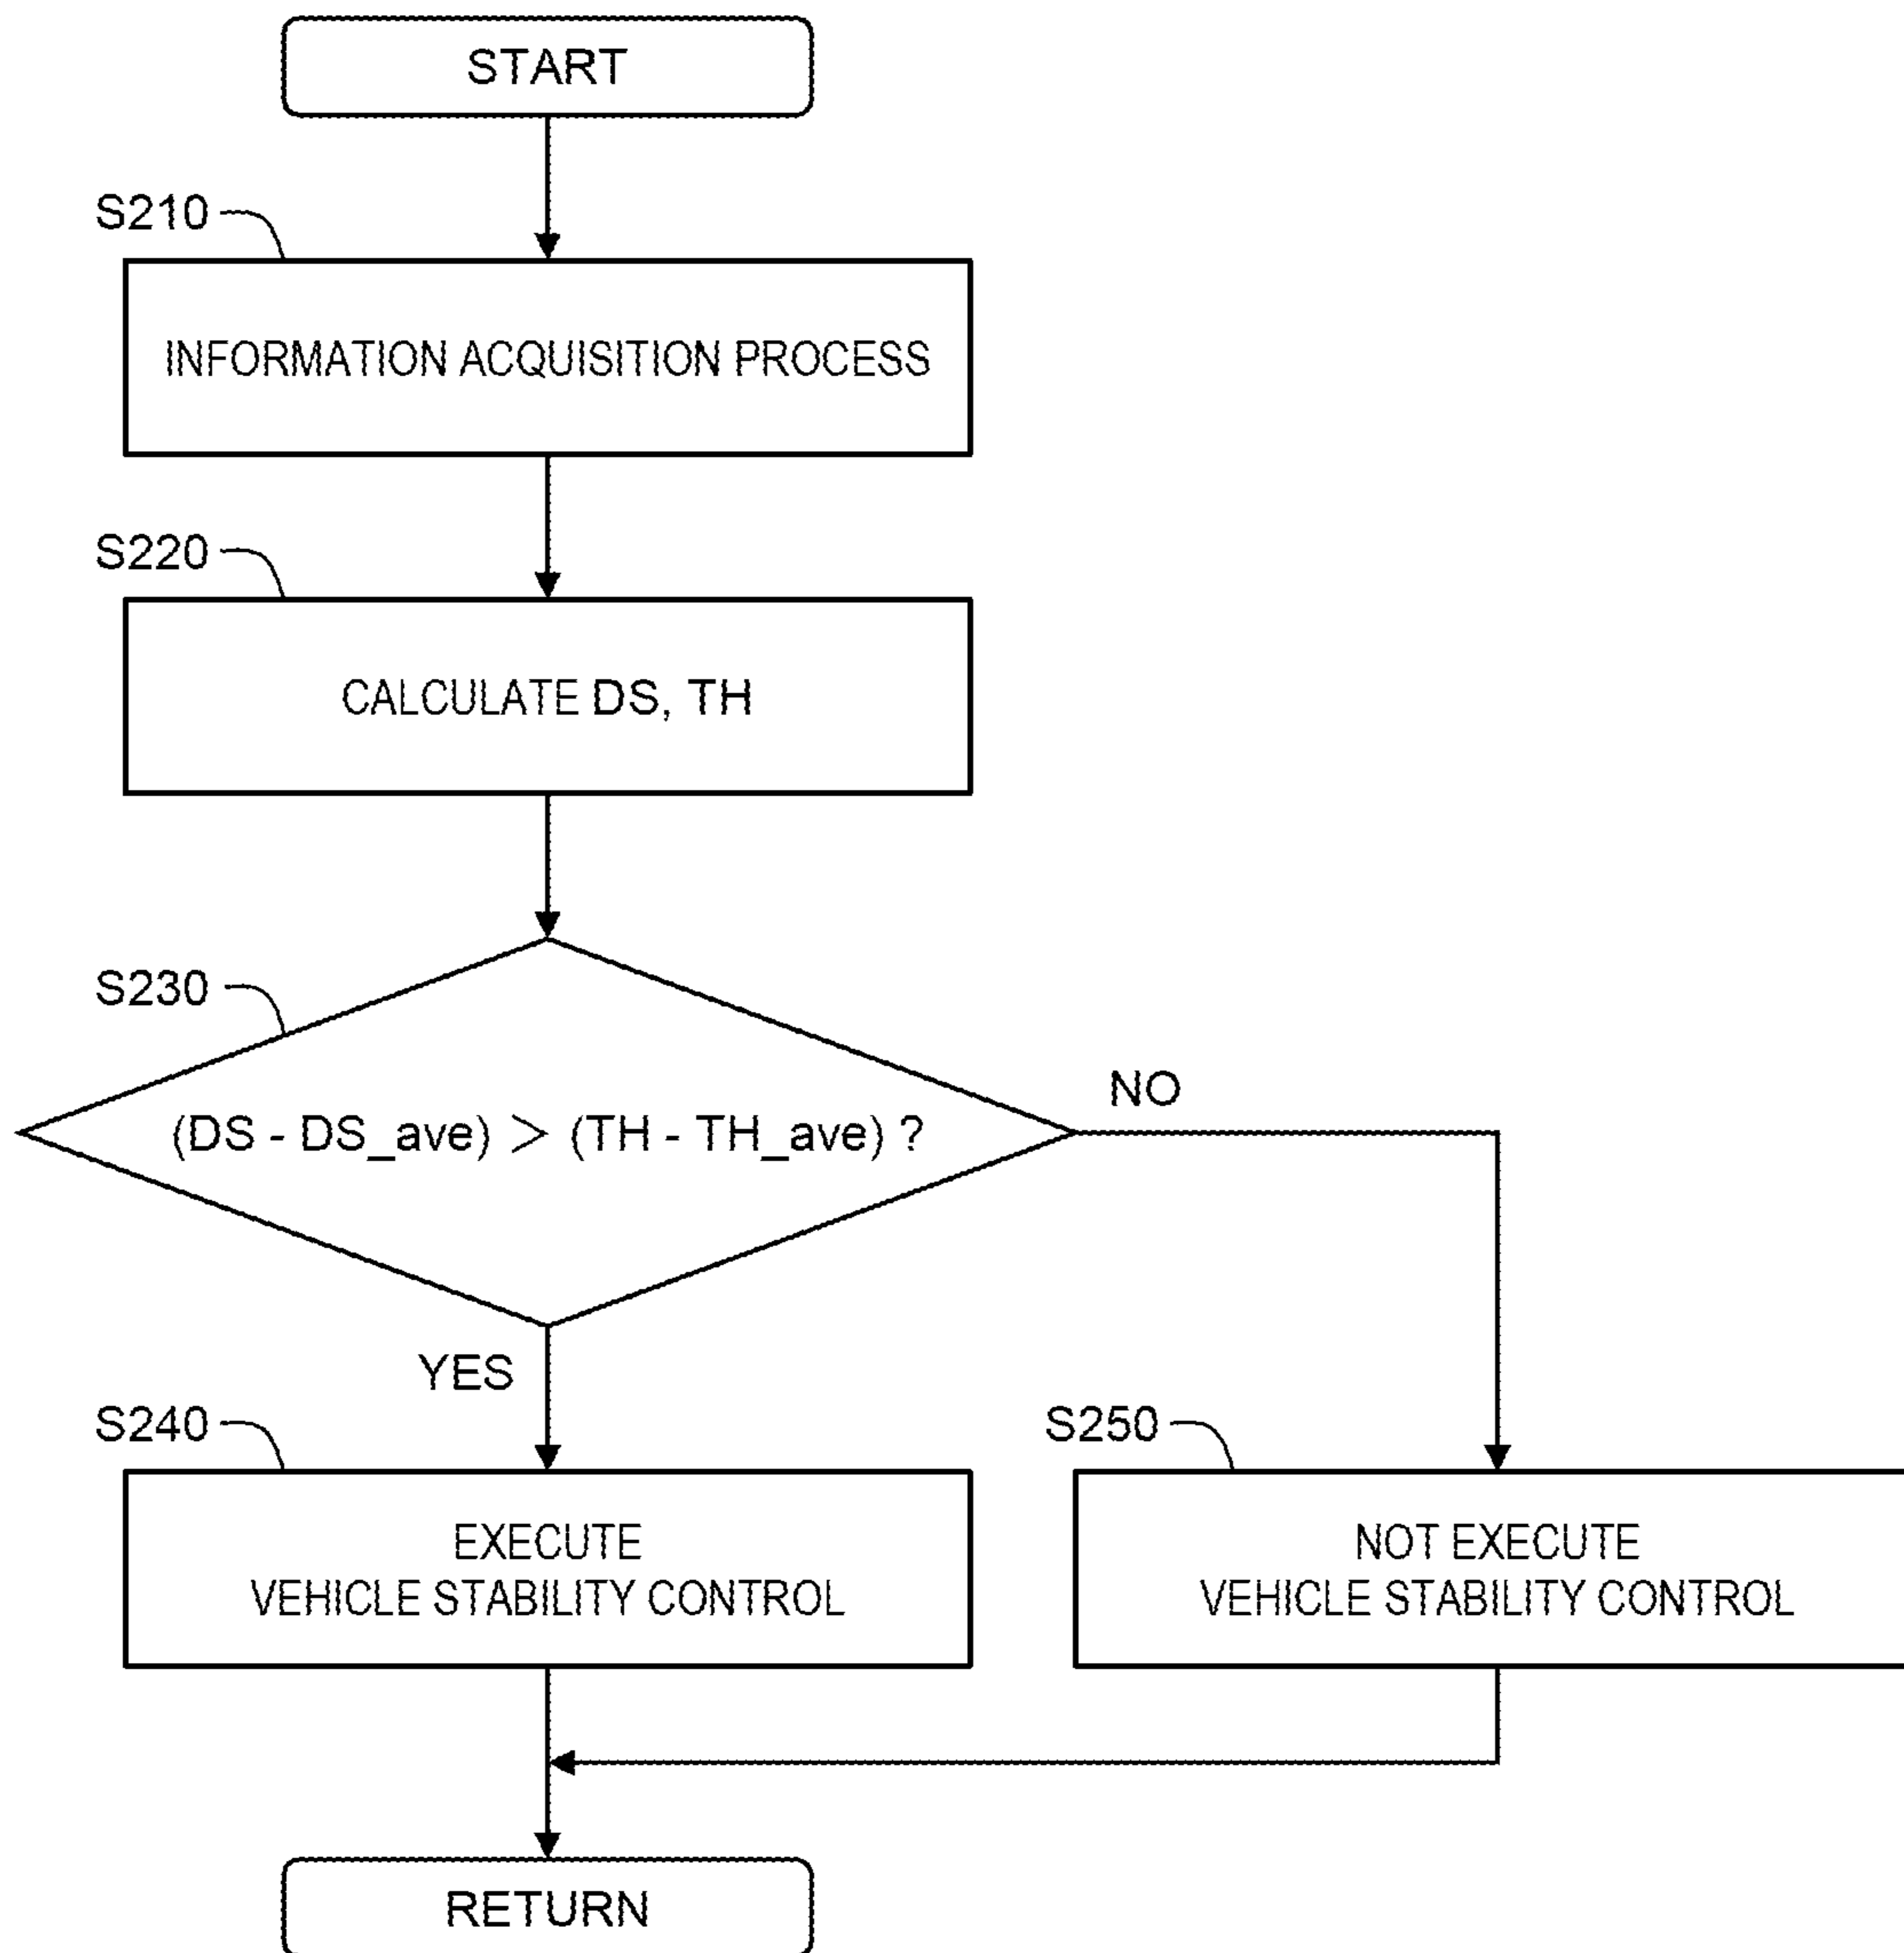 START
S210
INFORMATION ACQUISITION PROCESS
S220
CALCULATE DS, TH
S230
(DS - DS_ave) > (TH - TH_ave) ?
NO
YES
S240
EXECUTE
VEHICLE STABILITY CONTROL
S250
NOT EXECUTE
VEHICLE STABILITY CONTROL
RETURN